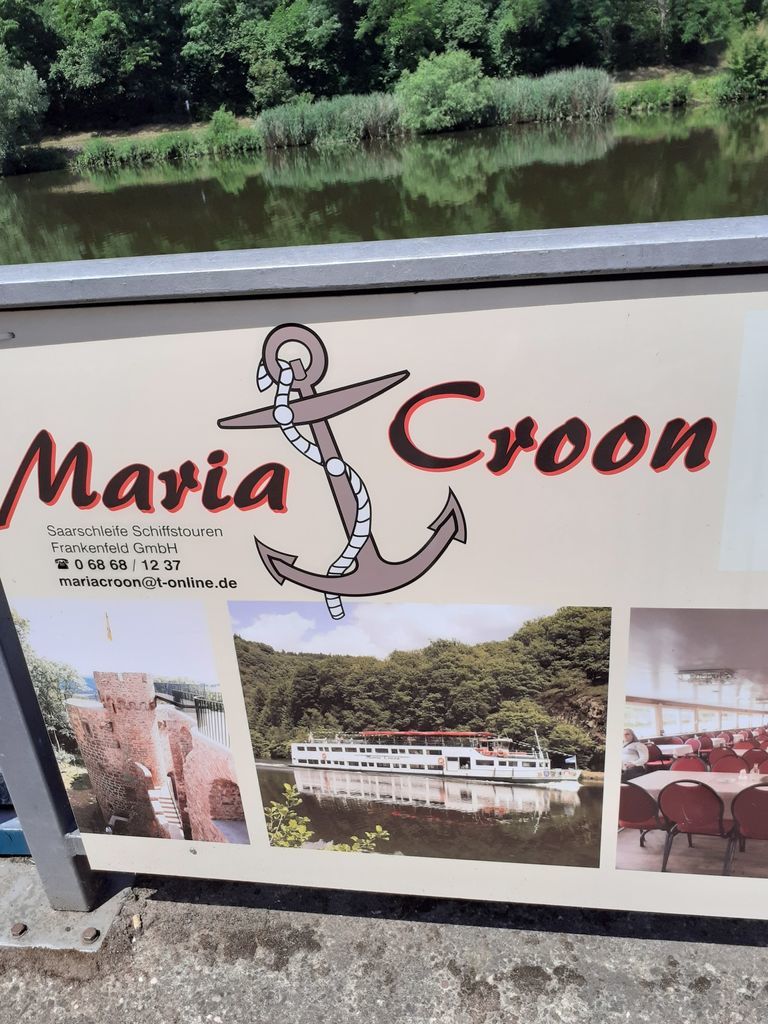 Maria Croon
Saarschleife Schiffstouren
Frankenfeld GmbH
☎ 0 68 68 / 12 37
mariacroon@t-online.de